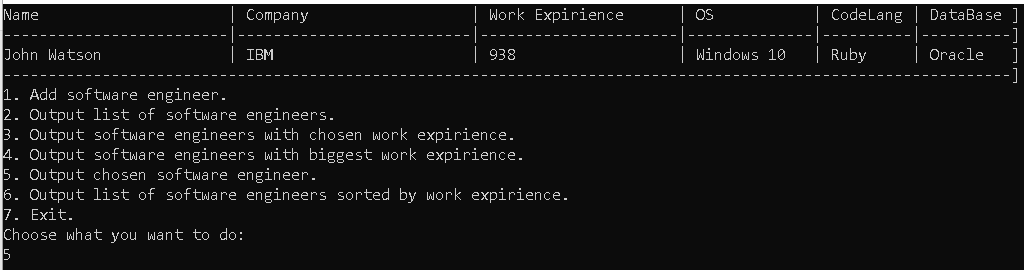 Name                      | Company                   | Work Expirience      | OS           | CodeLang | DataBase ]
--------------------------|---------------------------|----------------------|--------------|----------|----------]
John Watson               | IBM                       | 938                  | Windows 10   | Ruby     | Oracle   ]
-----------------------------------------------------------------------------------------------------------------]
1. Add software engineer.
2. Output list of software engineers.
3. Output software engineers with chosen work expirience.
4. Output software engineers with biggest work expirience.
5. Output chosen software engineer.
6. Output list of software engineers sorted by work expirience.
7. Exit.
Choose what you want to do:
5